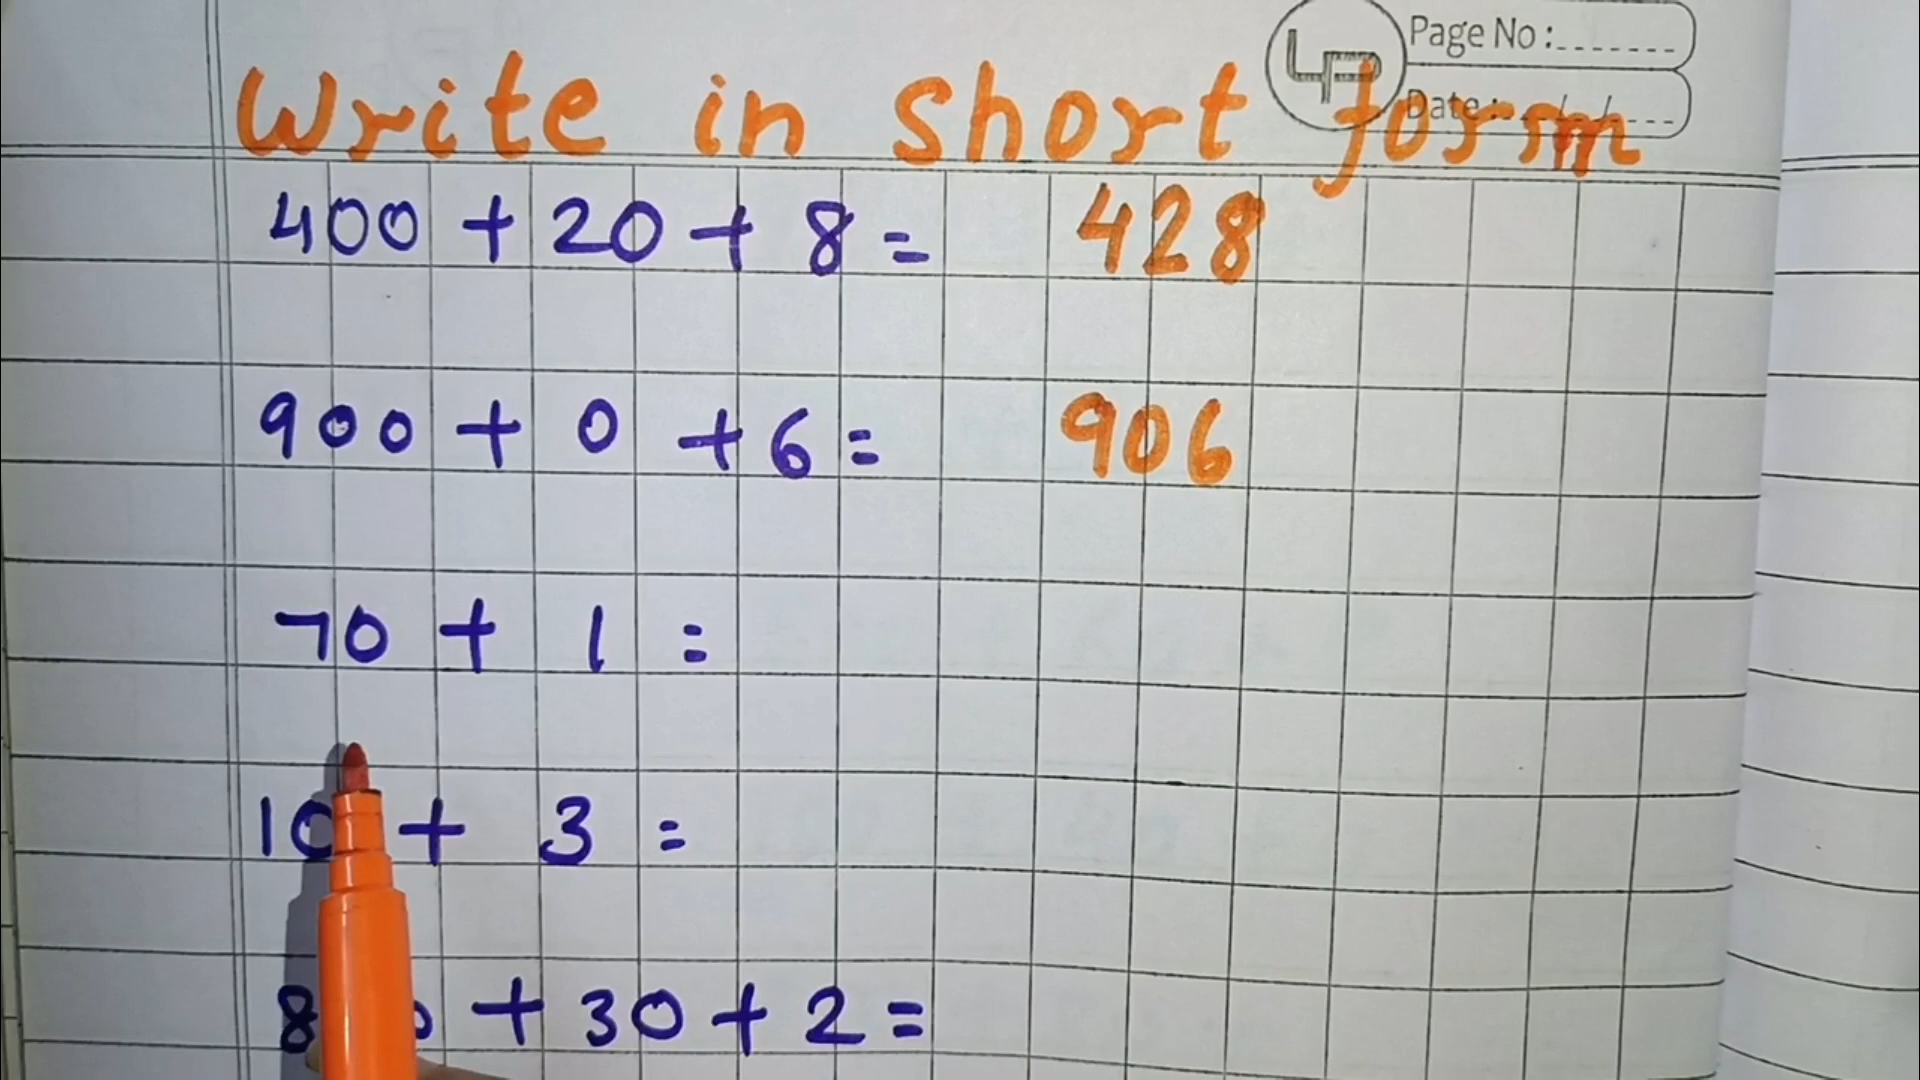 Page No :
Date :
Write in short form
400 + 20 + 8 = 428
900 + 0 + 6 = 906
70 + 1 =
10 + 3 =
+ 30 + 2 =